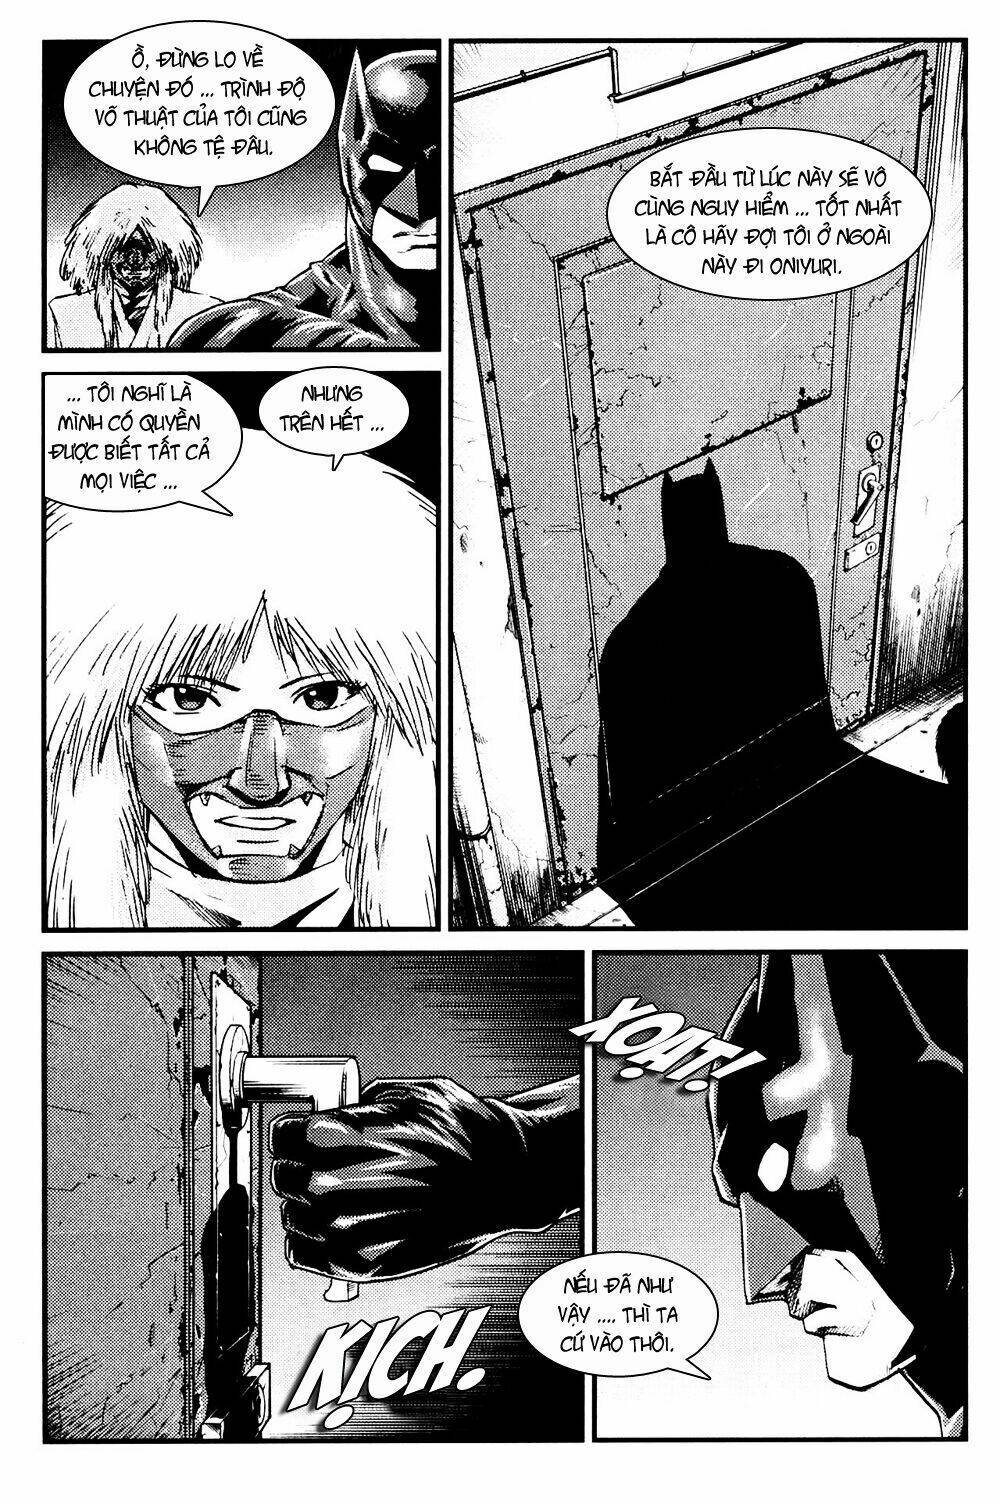 BẮT ĐẦU TỪ LÚC NÀY SẼ VÔ
CÙNG NGUY HIỂM ... TỐT NHẤT
LÀ CÔ HÃY ĐỢI TÔI Ở NGOÀI
NÀY ĐI ONIYURI.
Ồ, ĐỪNG LO VỀ
CHUYỆN ĐÓ ... TRÌNH ĐỘ
VÕ THUẬT CỦA TÔI CŨNG
KHÔNG TỆ ĐÂU.
NHƯNG
TRÊN HẾT ...
... TÔI NGHĨ LÀ
MÌNH CÓ QUYỀN
ĐƯỢC BIẾT TẤT CẢ
MỌI VIỆC ...
XOẠT!
NẾU ĐÃ NHƯ
VẬY .... THÌ TA
CỨ VÀO THÔI.
KỊCH.